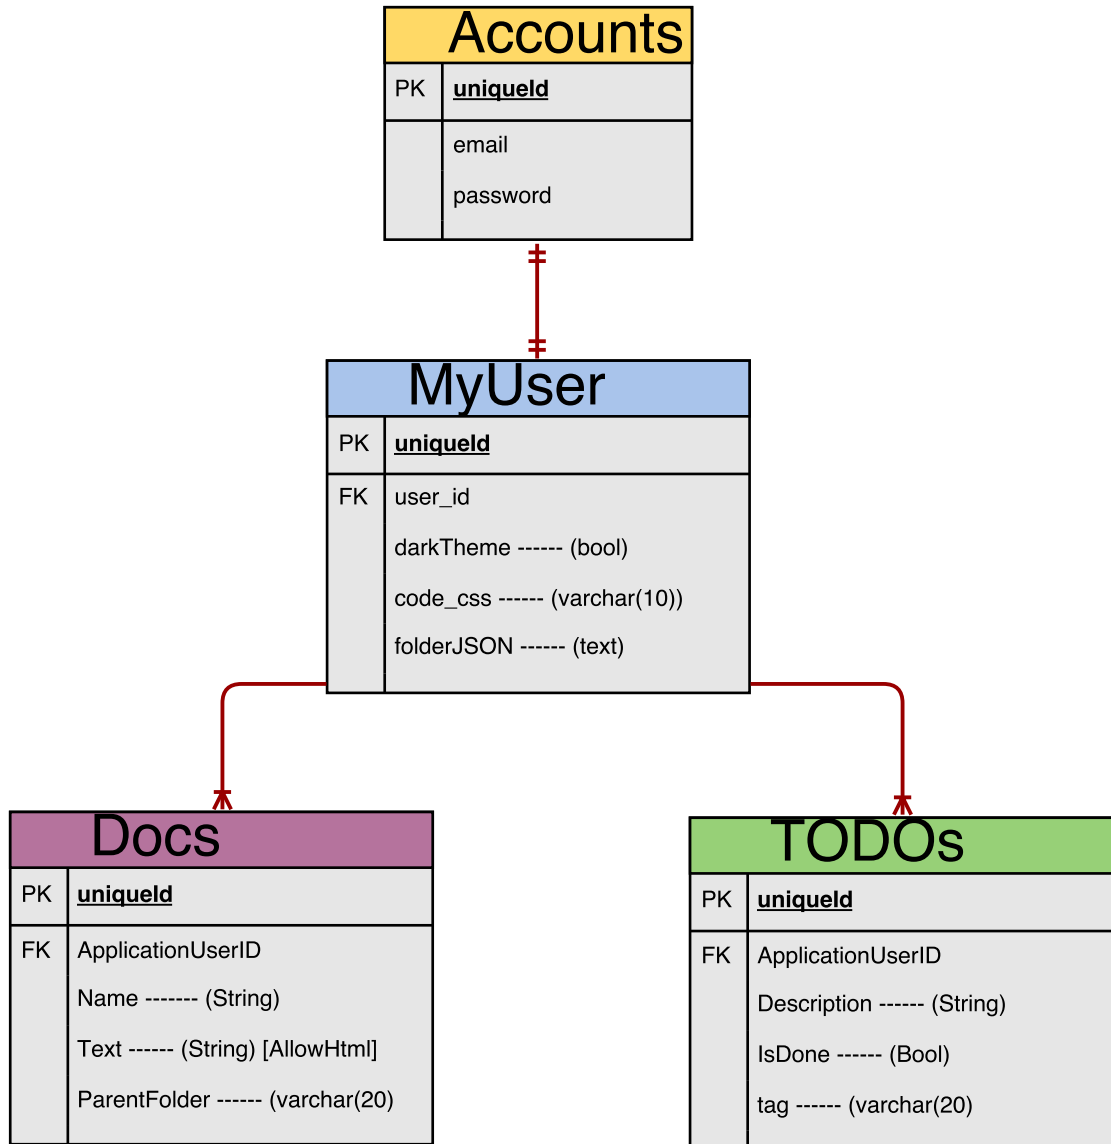 Accounts
PK uniqueId
email
password
MyUser
PK uniqueId
FK user_id
darkTheme ------ (bool)
code_css ------ (varchar(10))
folderJSON ------ (text)
Docs
PK uniqueId
FK ApplicationUserID
Name ------- (String)
Text ------ (String) [AllowHtml]
ParentFolder ------ (varchar(20)
TODOs
PK uniqueId
FK ApplicationUserID
Description ------ (String)
IsDone ------ (Bool)
tag ------ (varchar(20)